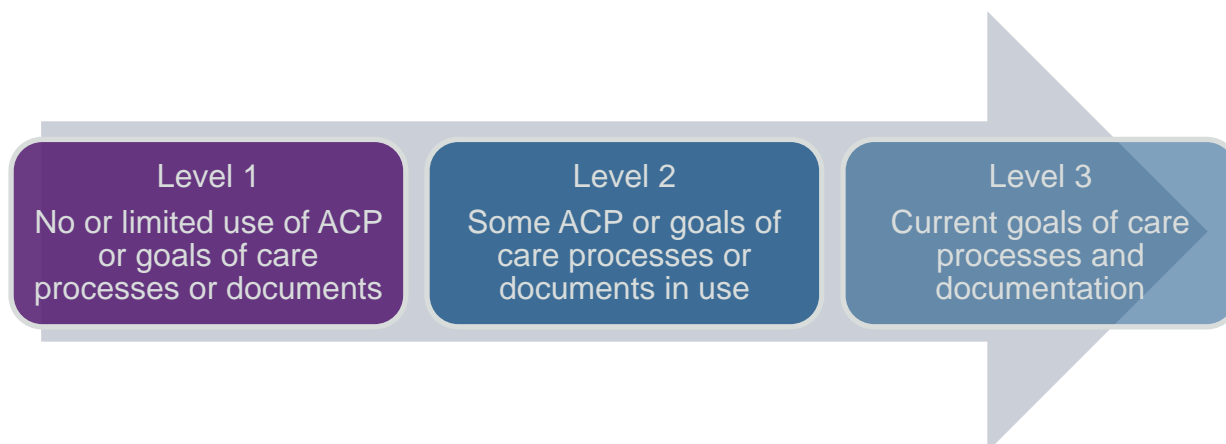 Level 1
No or limited use of ACP
or goals of care
processes or documents
Level 2
Some ACP or goals of
care processes or
documents in use
Level 3
Current goals of care
processes and
documentation